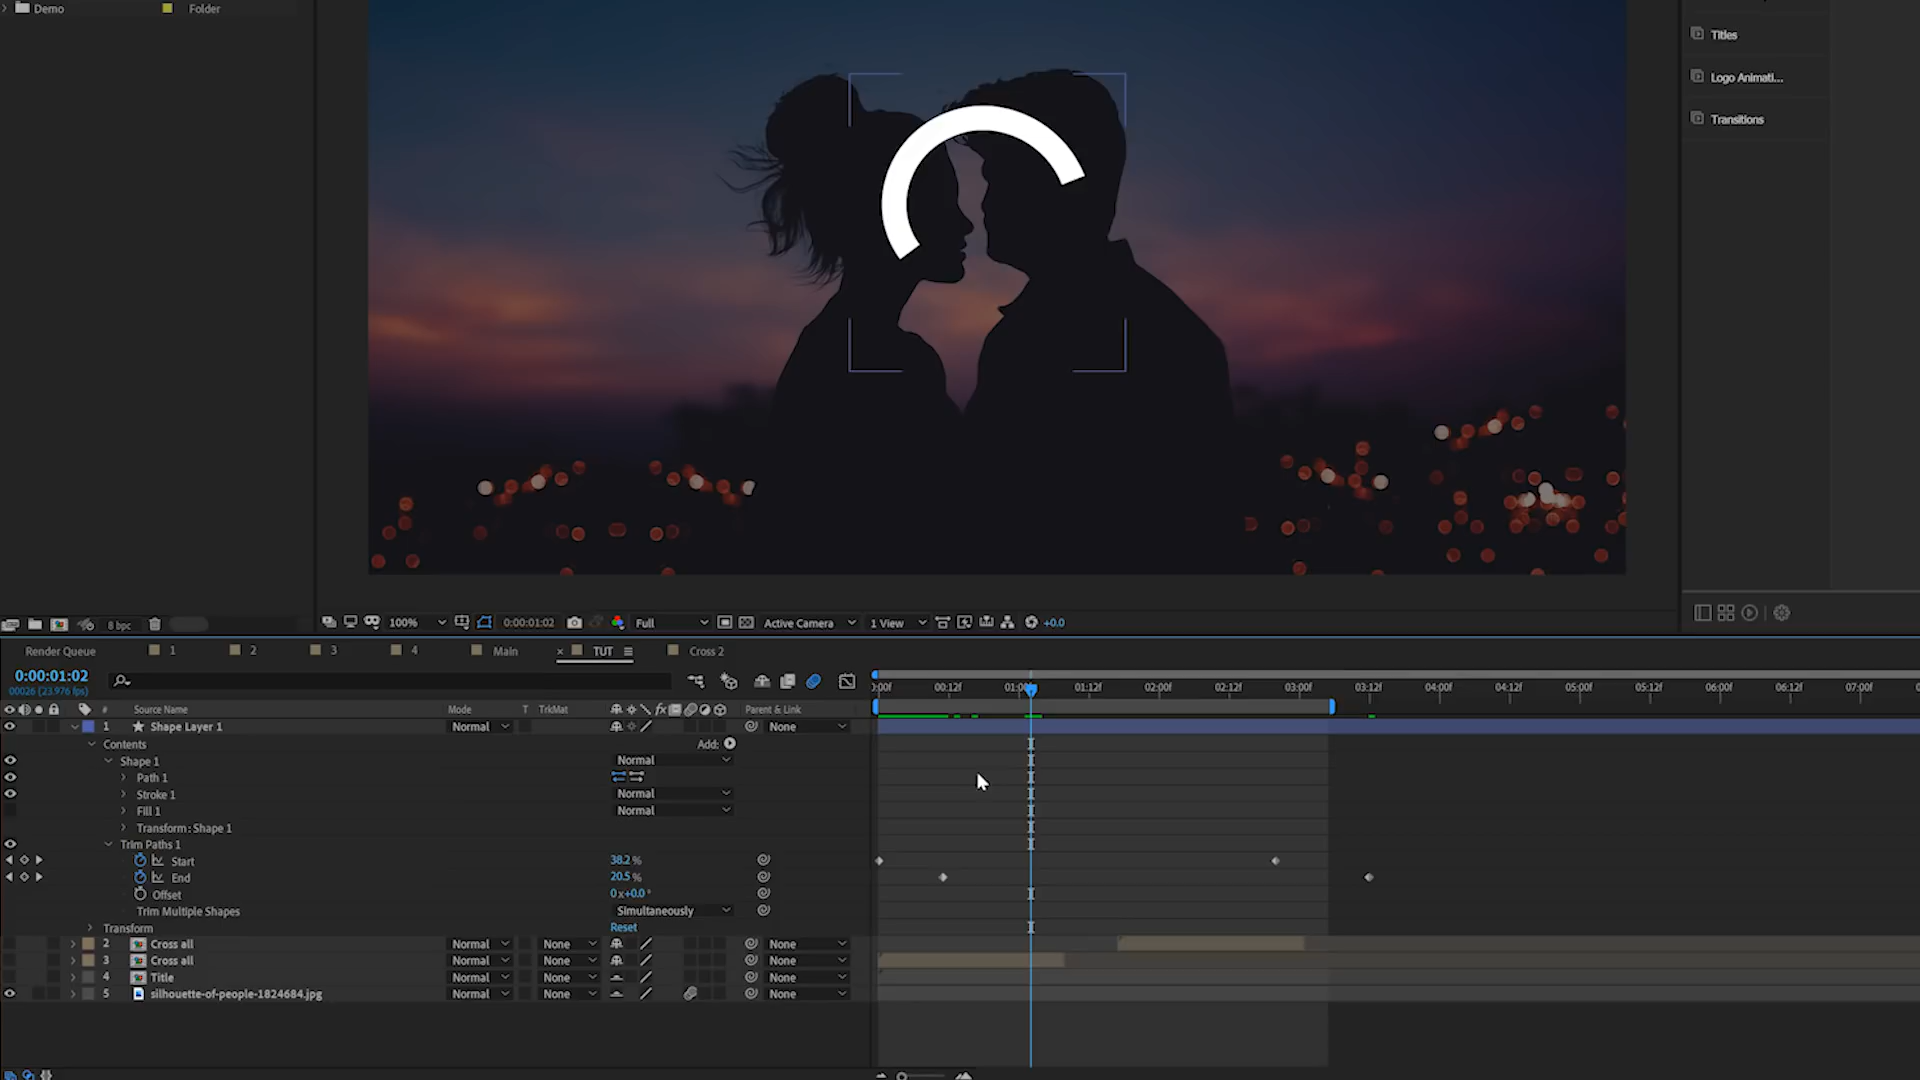 Demo Folder
Titles
Logo Animati...
Transitions
8 bpc 100% 0:00:01:02 Full Active Camera 1 View +0.0
Render Queue 1 2 3 4 Main × TUT Cross 2
0:00:01:02
00026 (23.976 fps)
:00f 00:12f 01:00f 01:12f 02:00f 02:12f 03:00f 03:12f 04:00f 04:12f 05:00f 05:12f 06:00f 06:12f 07:00f
# Source Name Mode T TrkMat fx Parent & Link
1 Shape Layer 1 Normal None
Contents Add:
Shape 1 Normal
Path 1
Stroke 1 Normal
Fill 1 Normal
Transform: Shape 1
Trim Paths 1
Start 38.2 %
End 20.5 %
Offset 0 x+0.0 °
Trim Multiple Shapes Simultaneously
Transform Reset
2 Cross all Normal None None
3 Cross all Normal None None
4 Title Normal None None
5 silhouette-of-people-1824684.jpg Normal None None